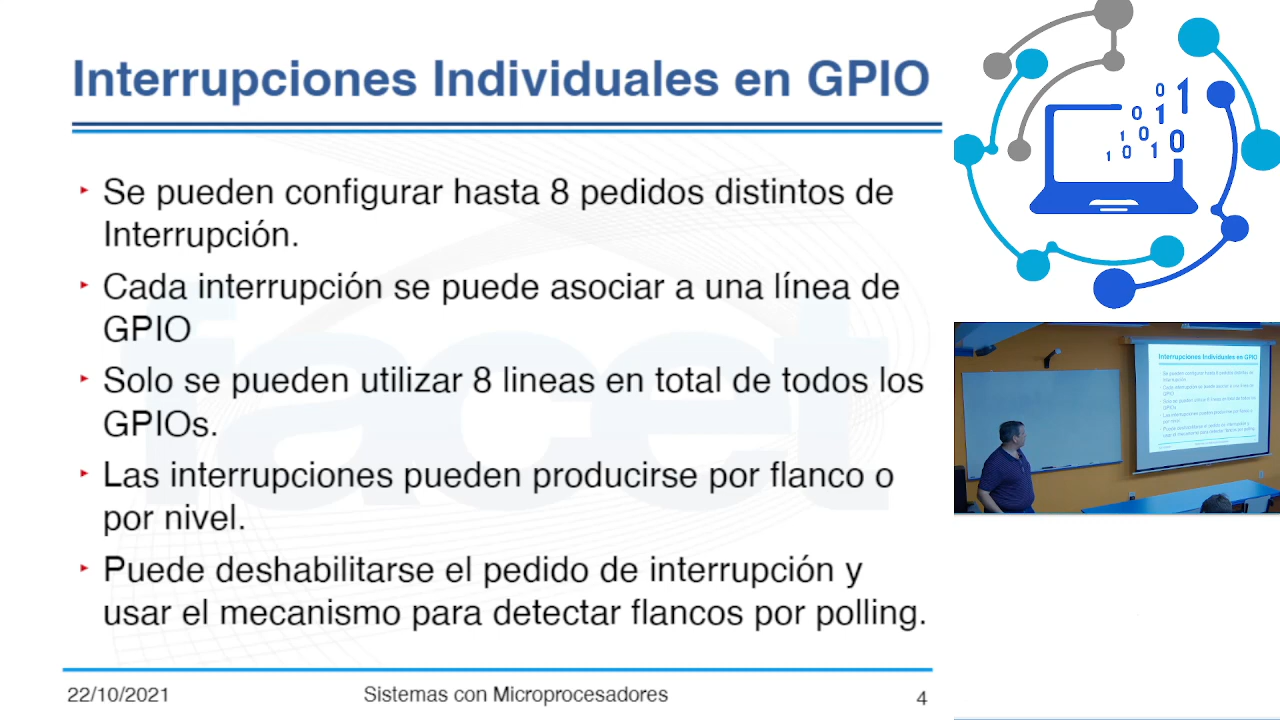 Interrupciones Individuales en GPIO
Se pueden configurar hasta 8 pedidos distintos de
Interrupción.
Cada interrupción se puede asociar a una línea de
GPIO
Solo se pueden utilizar 8 lineas en total de todos los
GPIOs.
Las interrupciones pueden producirse por flanco o
por nivel.
Puede deshabilitarse el pedido de interrupción y
usar el mecanismo para detectar flancos por polling.
22/10/2021
Sistemas con Microprocesadores
4
facet
0 1
0 1 1
1 0
1 0 1 0
Interrupciones Individuales en GPIO